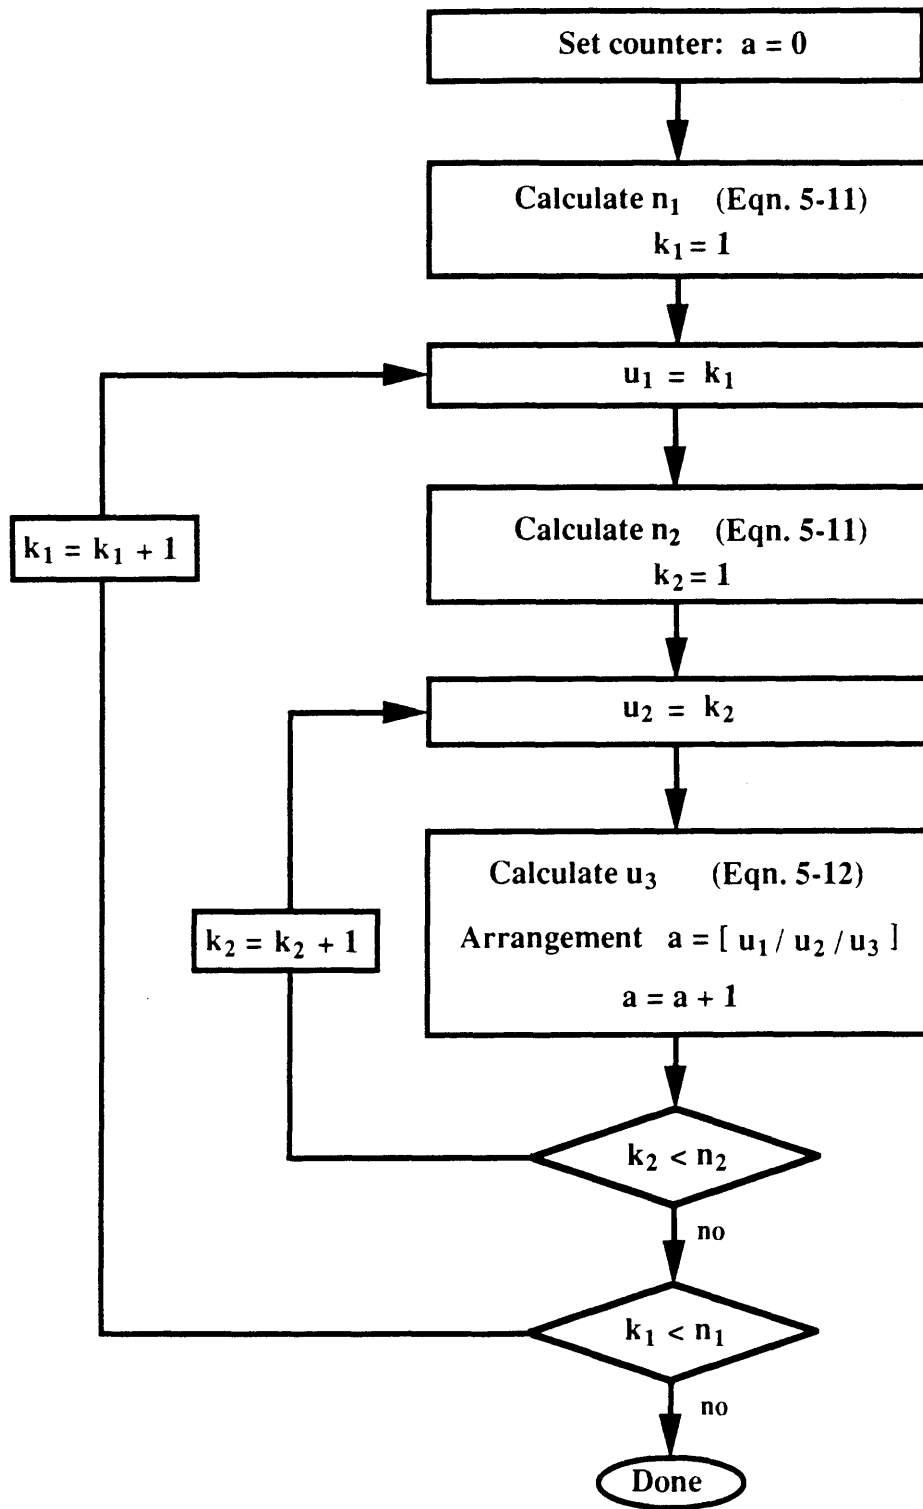 Set counter: a = 0
Calculate n₁ (Eqn. 5-11)
k₁ = 1
u₁ = k₁
k₁ = k₁ + 1
Calculate n₂ (Eqn. 5-11)
k₂ = 1
u₂ = k₂
Calculate u₃ (Eqn. 5-12)
k₂ = k₂ + 1
Arrangement a = [ u₁ / u₂ / u₃ ]
a = a + 1
k₂ < n₂
no
k₁ < n₁
no
Done